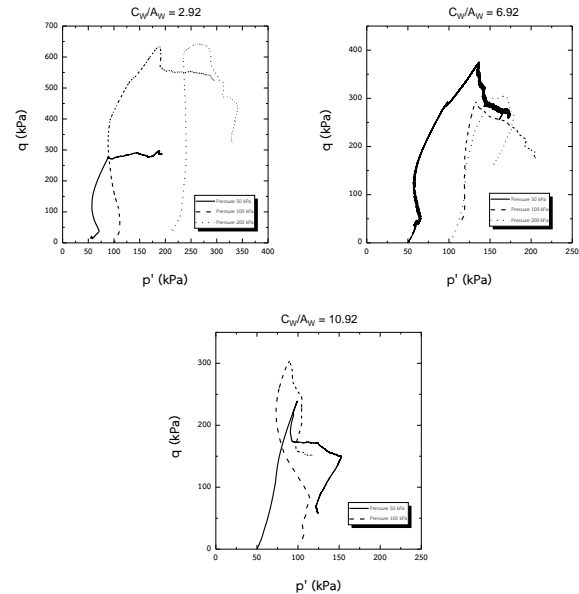 C_W/A_W = 2.92
700
600
500
400
300
200
100
0
q (kPa)
0 50 100 150 200 250 300 350 400
p' (kPa)
Pressure 50 kPa
Pressure 100 kPa
Pressure 200 kPa
C_W/A_W = 6.92
400
300
200
100
0
q (kPa)
0 50 100 150 200 250
p' (kPa)
Pressure 50 kPa
Pressure 100 kPa
Pressure 200 kPa
C_W/A_W = 10.92
300
200
100
0
q (kPa)
0 50 100 150 200 250
p' (kPa)
Pressure 50 kPa
Pressure 100 kPa